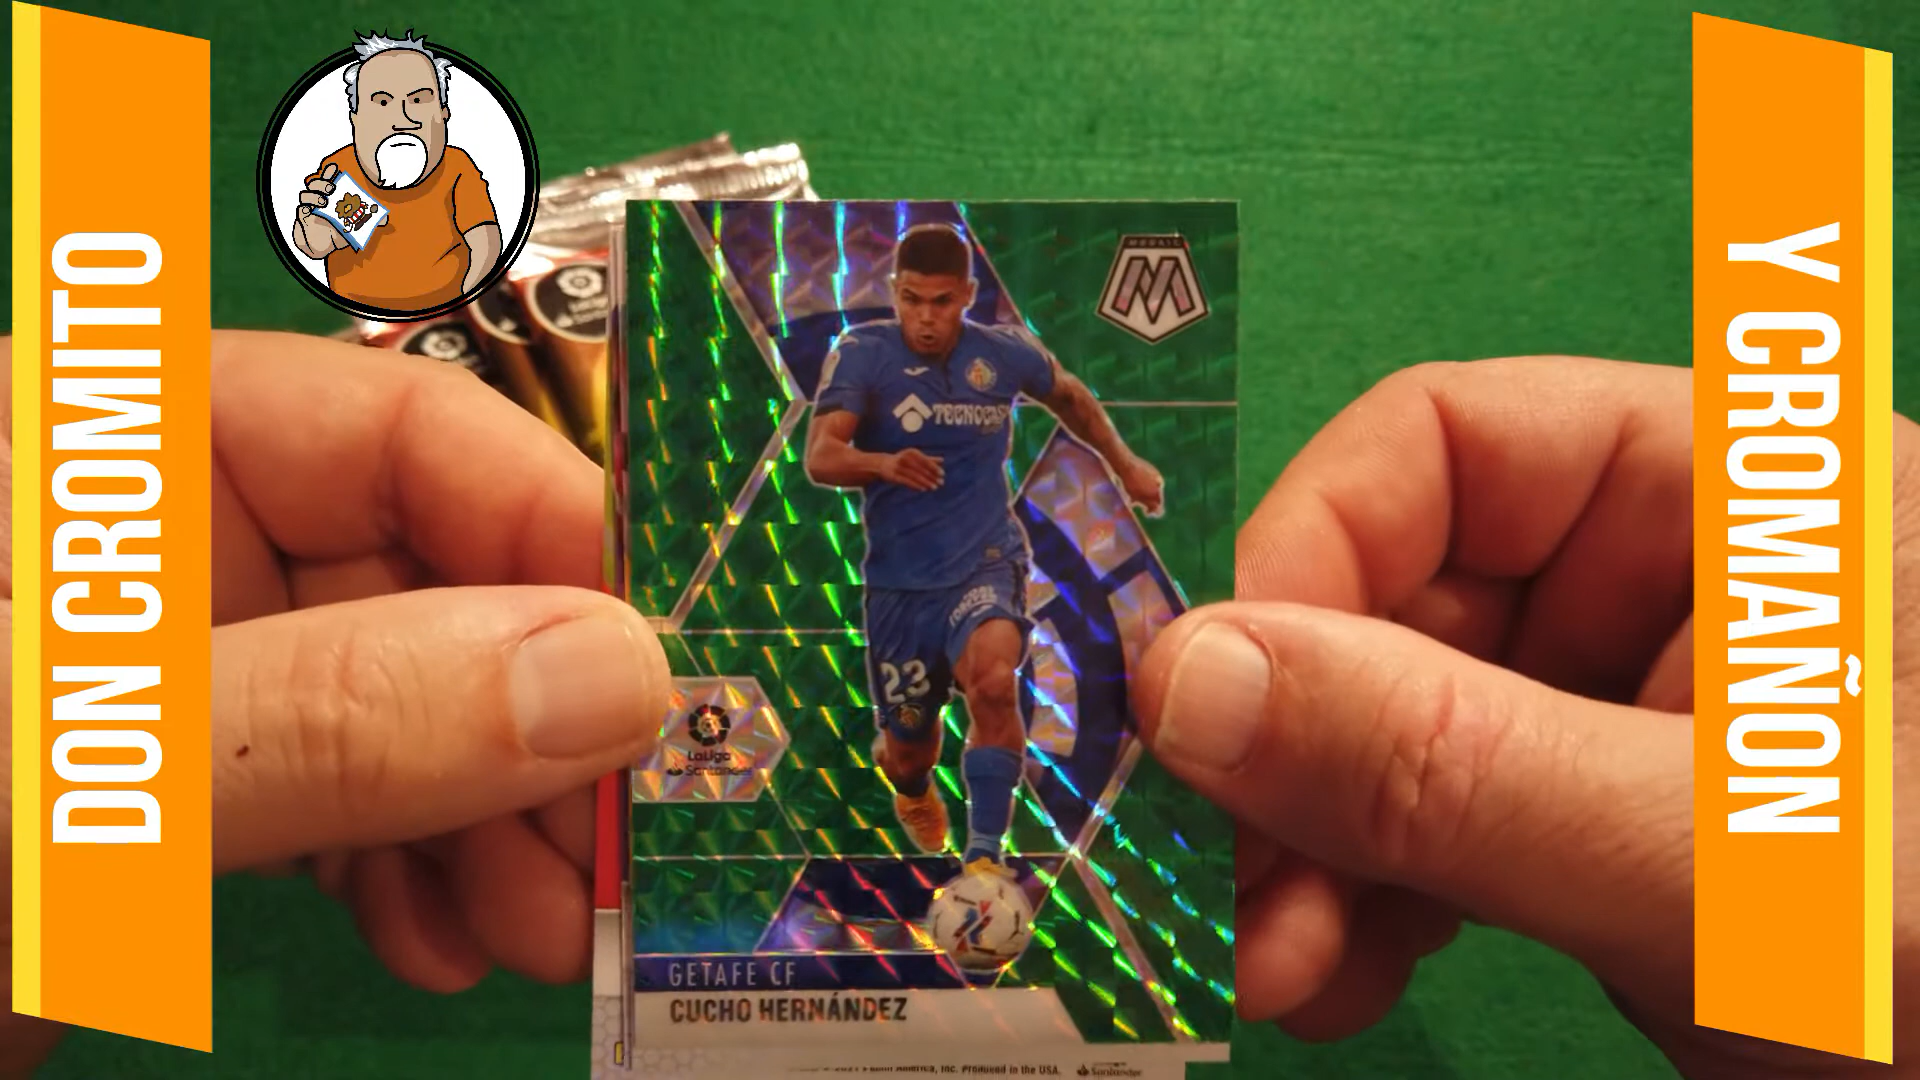 DON CROMITO
Y CROMAÑON
MOSAIC
TECNOCASA
23
LaLiga
Santander
GETAFE CF
CUCHO HERNÁNDEZ
2021 Panini America, Inc. Produced in the USA.
Santander